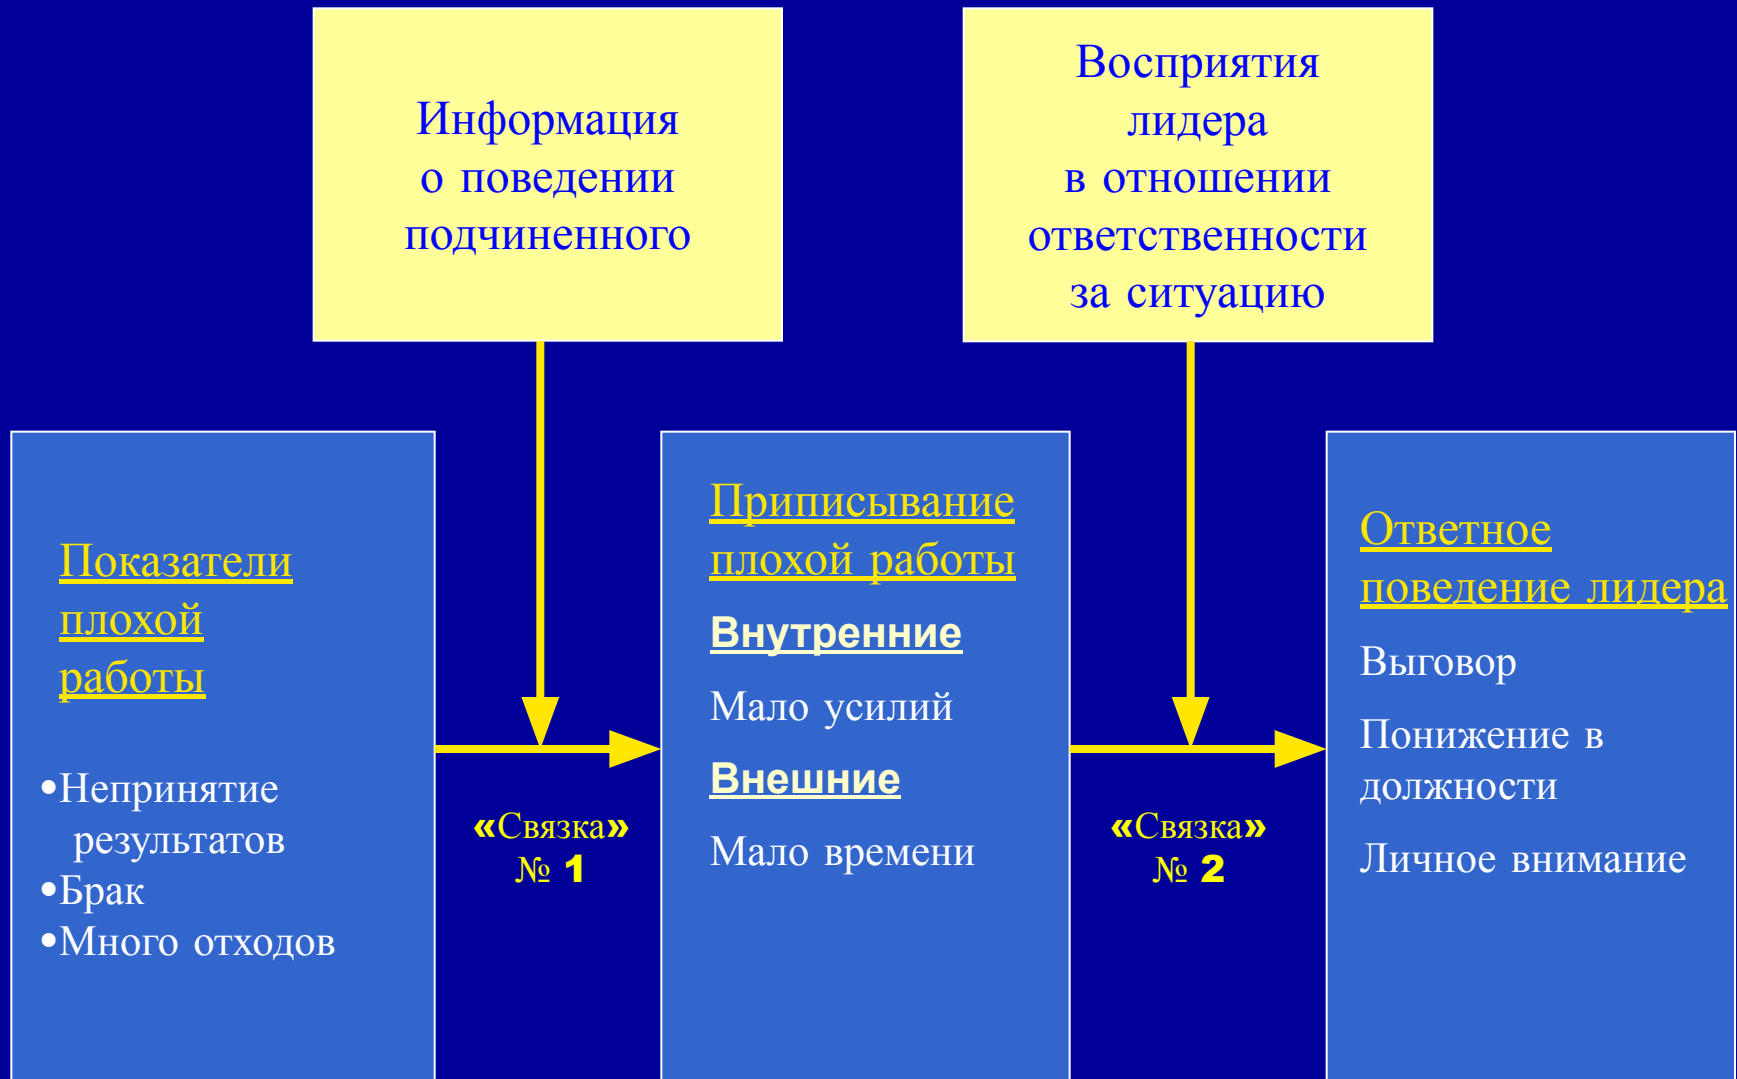 Информация
о поведении
подчиненного
Восприятия
лидера
в отношении
ответственности
за ситуацию
Показатели
плохой
работы
•Непринятие
результатов
•Брак
•Много отходов
«Связка»
№ 1
Приписывание
плохой работы
Внутренние
Мало усилий
Внешние
Мало времени
«Связка»
№ 2
Ответное
поведение лидера
Выговор
Понижение в
должности
Личное внимание